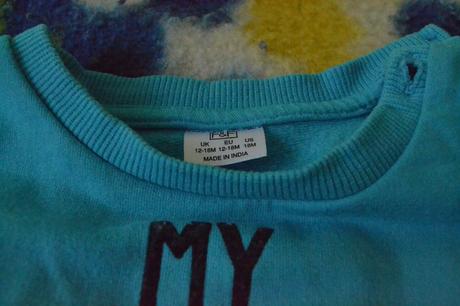 F&F
UK EU US
12-18M 12-18M 18M
MADE IN INDIA
MY